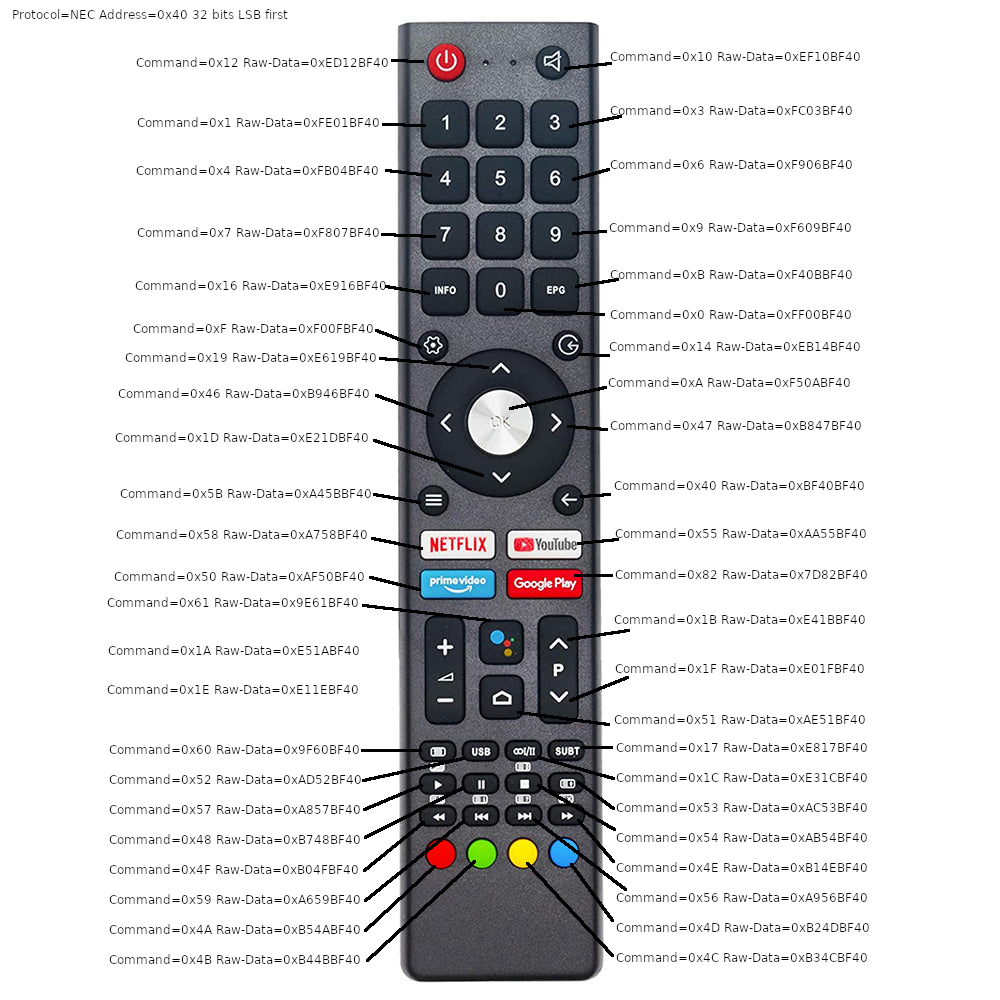 Protocol=NEC Address=0x40 32 bits LSB first
Command=0x12 Raw-Data=0xED12BF40
Command=0x10 Raw-Data=0xEF10BF40
Command=0x1 Raw-Data=0xFE01BF40
1 2 3
Command=0x3 Raw-Data=0xFC03BF40
Command=0x4 Raw-Data=0xFB04BF40
4 5 6
Command=0x6 Raw-Data=0xF906BF40
Command=0x7 Raw-Data=0xF807BF40
7 8 9
Command=0x9 Raw-Data=0xF609BF40
Command=0x16 Raw-Data=0xE916BF40
INFO 0 EPG
Command=0xB Raw-Data=0xF40BBF40
Command=0x0 Raw-Data=0xFF00BF40
Command=0xF Raw-Data=0xF00FBF40
Command=0x14 Raw-Data=0xEB14BF40
Command=0x19 Raw-Data=0xE619BF40
Command=0xA Raw-Data=0xF50ABF40
Command=0x46 Raw-Data=0xB946BF40
OK
Command=0x47 Raw-Data=0xB847BF40
Command=0x1D Raw-Data=0xE21DBF40
Command=0x5B Raw-Data=0xA45BBF40
Command=0x40 Raw-Data=0xBF40BF40
Command=0x58 Raw-Data=0xA758BF40
NETFLIX YouTube
Command=0x55 Raw-Data=0xAA55BF40
Command=0x50 Raw-Data=0xAF50BF40
prime video Google Play
Command=0x82 Raw-Data=0x7D82BF40
Command=0x61 Raw-Data=0x9E61BF40
Command=0x1B Raw-Data=0xE41BBF40
Command=0x1A Raw-Data=0xE51ABF40
+ P
Command=0x1F Raw-Data=0xE01FBF40
Command=0x1E Raw-Data=0xE11EBF40
−
Command=0x51 Raw-Data=0xAE51BF40
Command=0x60 Raw-Data=0x9F60BF40
USB I/II SUBT
Command=0x17 Raw-Data=0xE817BF40
Command=0x52 Raw-Data=0xAD52BF40
Command=0x1C Raw-Data=0xE31CBF40
Command=0x57 Raw-Data=0xA857BF40
Command=0x53 Raw-Data=0xAC53BF40
Command=0x48 Raw-Data=0xB748BF40
Command=0x54 Raw-Data=0xAB54BF40
Command=0x4F Raw-Data=0xB04FBF40
Command=0x4E Raw-Data=0xB14EBF40
Command=0x59 Raw-Data=0xA659BF40
Command=0x56 Raw-Data=0xA956BF40
Command=0x4A Raw-Data=0xB54ABF40
Command=0x4D Raw-Data=0xB24DBF40
Command=0x4B Raw-Data=0xB44BBF40
Command=0x4C Raw-Data=0xB34CBF40